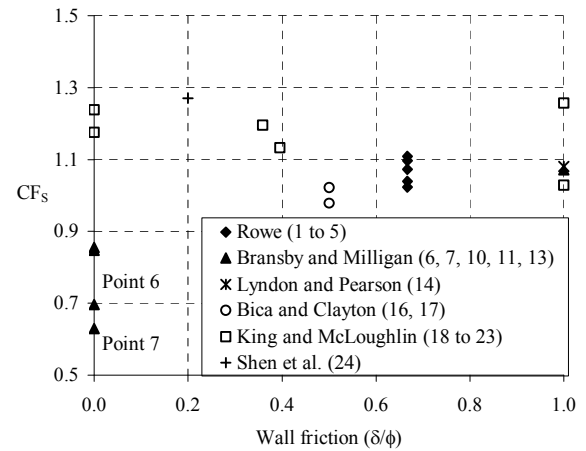 1.5
1.3
1.1
CFS
0.9
0.7
0.5
Point 6
Point 7
Rowe (1 to 5)
Bransby and Milligan (6, 7, 10, 11, 13)
Lyndon and Pearson (14)
Bica and Clayton (16, 17)
King and McLoughlin (18 to 23)
Shen et al. (24)
0.0 0.2 0.4 0.6 0.8 1.0
Wall friction (δ/ϕ)